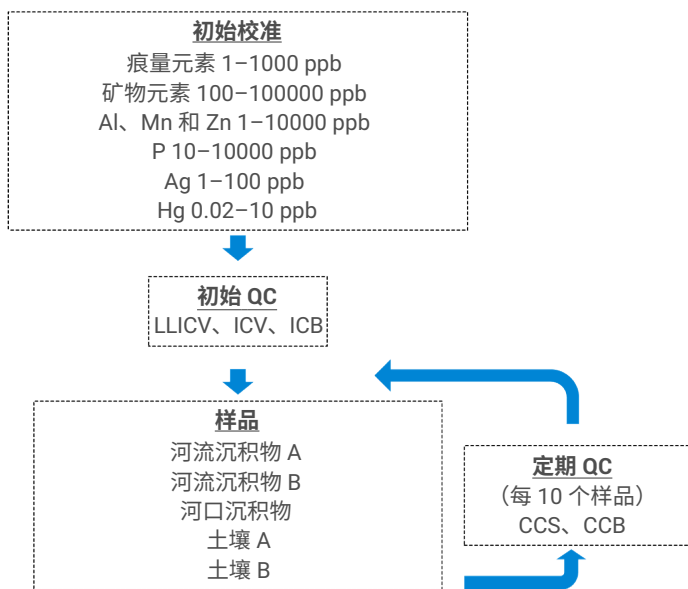 初始校准
痕量元素 1–1000 ppb
矿物元素 100–100000 ppb
Al、Mn 和 Zn 1–10000 ppb
P 10–10000 ppb
Ag 1–100 ppb
Hg 0.02–10 ppb
初始 QC
LLICV、ICV、ICB
样品
河流沉积物 A
河流沉积物 B
河口沉积物
土壤 A
土壤 B
定期 QC
（每 10 个样品）
CCS、CCB